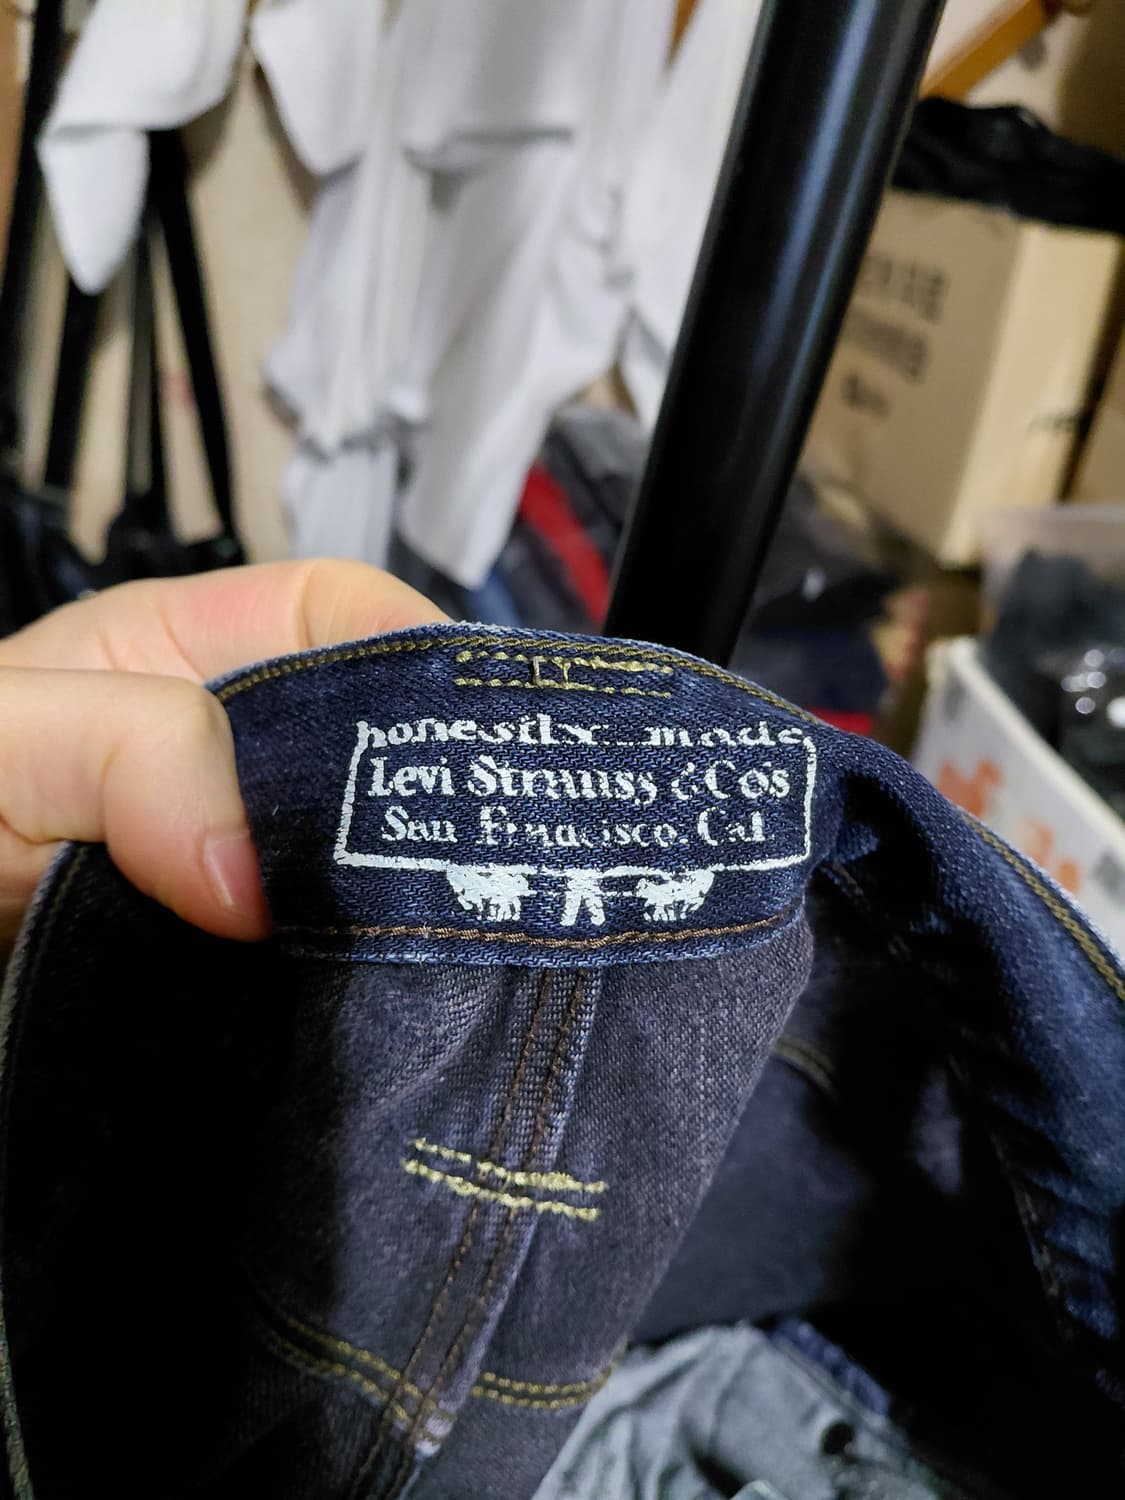 honestly made
Levi Strauss & Co's
San Francisco. Cal.